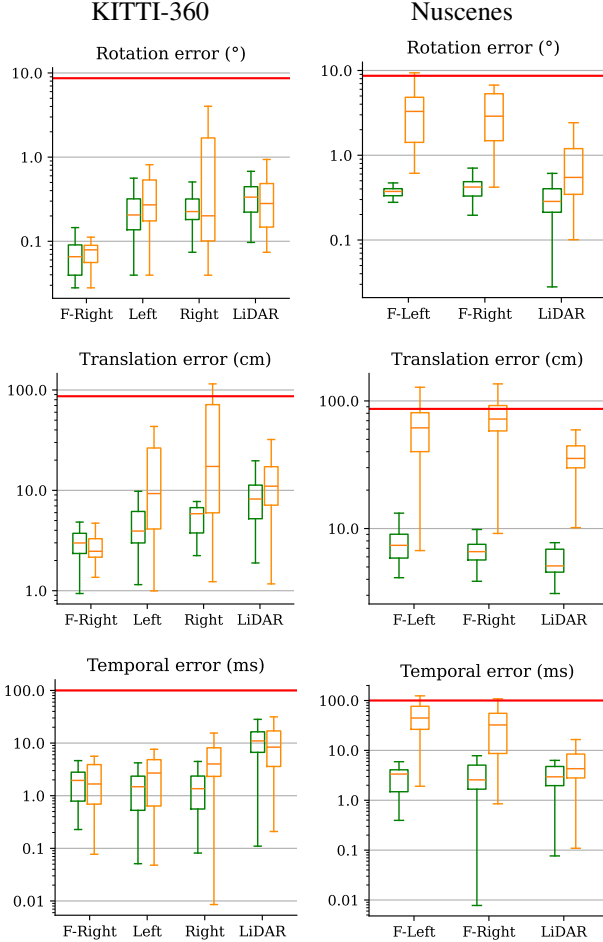 KITTI-360
Nuscenes
Rotation error (°)
10.0
1.0
0.1
F-Right Left Right LiDAR
Rotation error (°)
10.0
1.0
0.1
F-Left F-Right LiDAR
Translation error (cm)
100.0
10.0
1.0
F-Right Left Right LiDAR
Translation error (cm)
100.0
10.0
F-Left F-Right LiDAR
Temporal error (ms)
100.0
10.0
1.0
0.1
0.01
F-Right Left Right LiDAR
Temporal error (ms)
100.0
10.0
1.0
0.1
0.01
F-Left F-Right LiDAR